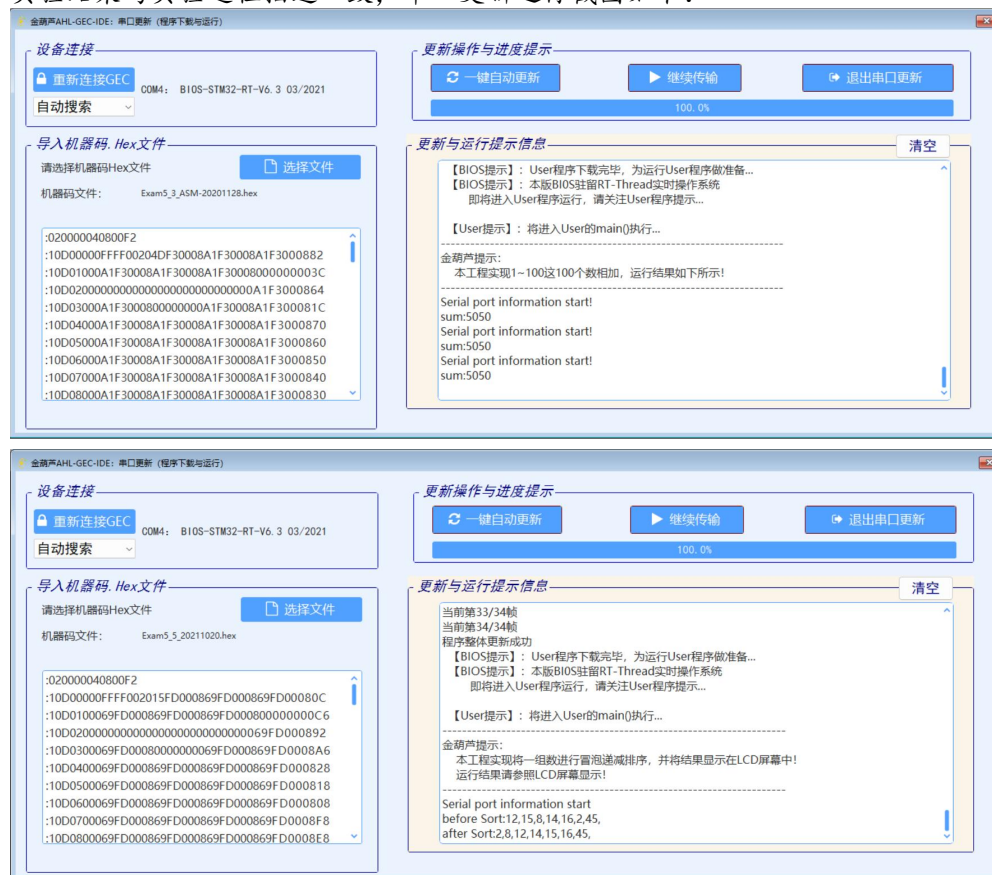 金葫芦AHL-GEC-IDE：串口更新（程序下载与运行）
设备连接
重新连接GEC
COM4： BIOS-STM32-RT-V6.3 03/2021
自动搜索
更新操作与进度提示
一键自动更新
继续传输
退出串口更新
100.0%
导入机器码.Hex文件
请选择机器码Hex文件
选择文件
机器码文件：
Exam5_3_ASM-20201128.hex
:020000040800F2
:10D00000FFFF00204DF30008A1F30008A1F3000882
:10D01000A1F30008A1F30008A1F30008000000003C
:10D02000000000000000000000000000A1F3000864
:10D03000A1F3000800000000A1F30008A1F300081C
:10D04000A1F30008A1F30008A1F30008A1F3000870
:10D05000A1F30008A1F30008A1F30008A1F3000860
:10D06000A1F30008A1F30008A1F30008A1F3000850
:10D07000A1F30008A1F30008A1F30008A1F3000840
:10D08000A1F30008A1F30008A1F30008A1F3000830
更新与运行提示信息
清空
【BIOS提示】：User程序下载完毕，为运行User程序做准备...
【BIOS提示】：本版BIOS驻留RT-Thread实时操作系统
即将进入User程序运行，请关注User程序提示...
【User提示】：将进入User的main()执行...
------------------------------------------------------------
金葫芦提示：
本工程实现1~100这100个数相加，运行结果如下所示！
------------------------------------------------------------
Serial port information start!
sum:5050
Serial port information start!
sum:5050
Serial port information start!
sum:5050
金葫芦AHL-GEC-IDE：串口更新（程序下载与运行）
设备连接
重新连接GEC
COM4： BIOS-STM32-RT-V6.3 03/2021
自动搜索
更新操作与进度提示
一键自动更新
继续传输
退出串口更新
100.0%
导入机器码.Hex文件
请选择机器码Hex文件
选择文件
机器码文件：
Exam5_5_20211020.hex
:020000040800F2
:10D00000FFFF002015FD000869FD000869FD00080C
:10D0100069FD000869FD000869FD000800000000C6
:10D0200000000000000000000000000069FD000892
:10D0300069FD00080000000069FD000869FD0008A6
:10D0400069FD000869FD000869FD000869FD000828
:10D0500069FD000869FD000869FD000869FD000818
:10D0600069FD000869FD000869FD000869FD000808
:10D0700069FD000869FD000869FD000869FD0008F8
:10D0800069FD000869FD000869FD000869FD0008E8
更新与运行提示信息
清空
当前第33/34帧
当前第34/34帧
程序整体更新成功
【BIOS提示】：User程序下载完毕，为运行User程序做准备...
【BIOS提示】：本版BIOS驻留RT-Thread实时操作系统
即将进入User程序运行，请关注User程序提示...
【User提示】：将进入User的main()执行...
------------------------------------------------------------
金葫芦提示：
本工程实现将一组数进行冒泡递减排序，并将结果显示在LCD屏幕中！
运行结果请参照LCD屏幕显示！
------------------------------------------------------------
Serial port information start
before Sort:12,15,8,14,16,2,45,
after Sort:2,8,12,14,15,16,45,